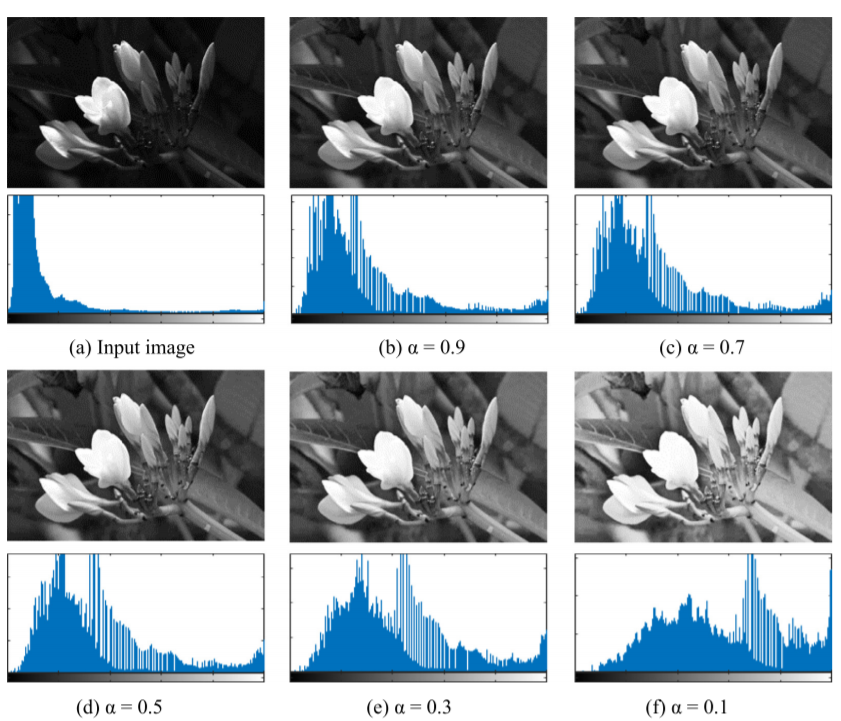 (a) Input image
(b) α = 0.9
(c) α = 0.7
(d) α = 0.5
(e) α = 0.3
(f) α = 0.1